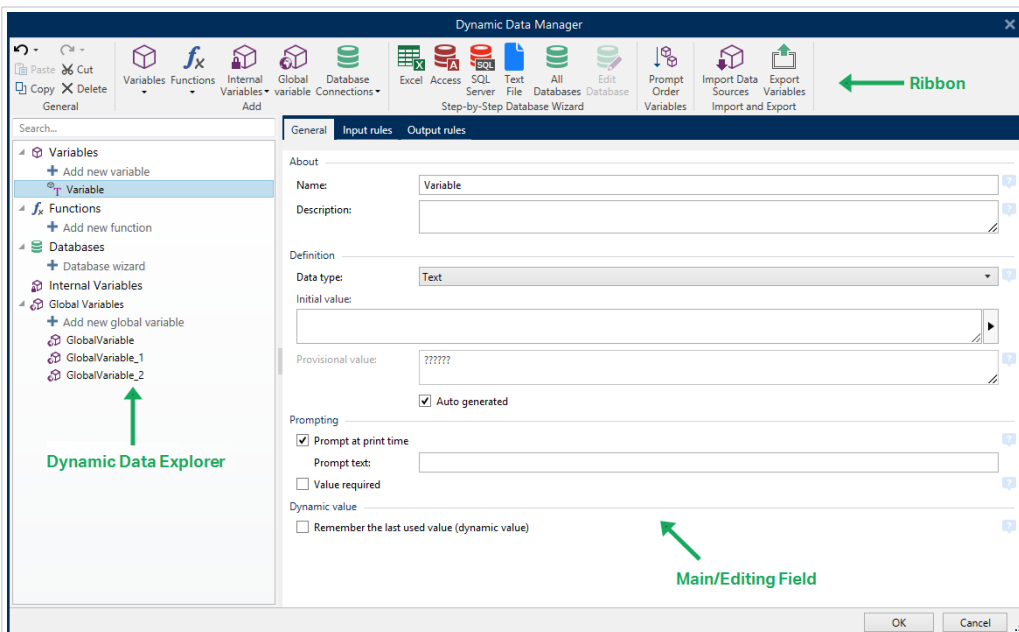 Dynamic Data Manager
Paste Cut
Copy Delete
General
Variables Functions Internal Variables Global variable Database Connections
Add
Excel Access SQL Server Text File All Databases Edit Database
Step-by-Step Database Wizard
Prompt Order
Variables
Import Data Sources Export Variables
Import and Export
Ribbon
Search...
Variables
Add new variable
Variable
Functions
Add new function
Databases
Database wizard
Internal Variables
Global Variables
Add new global variable
GlobalVariable
GlobalVariable_1
GlobalVariable_2
Dynamic Data Explorer
General Input rules Output rules
About
Name: Variable
Description:
Definition
Data type: Text
Initial value:
Provisional value: ??????
Auto generated
Prompting
Prompt at print time
Prompt text:
Value required
Dynamic value
Remember the last used value (dynamic value)
Main/Editing Field
OK Cancel